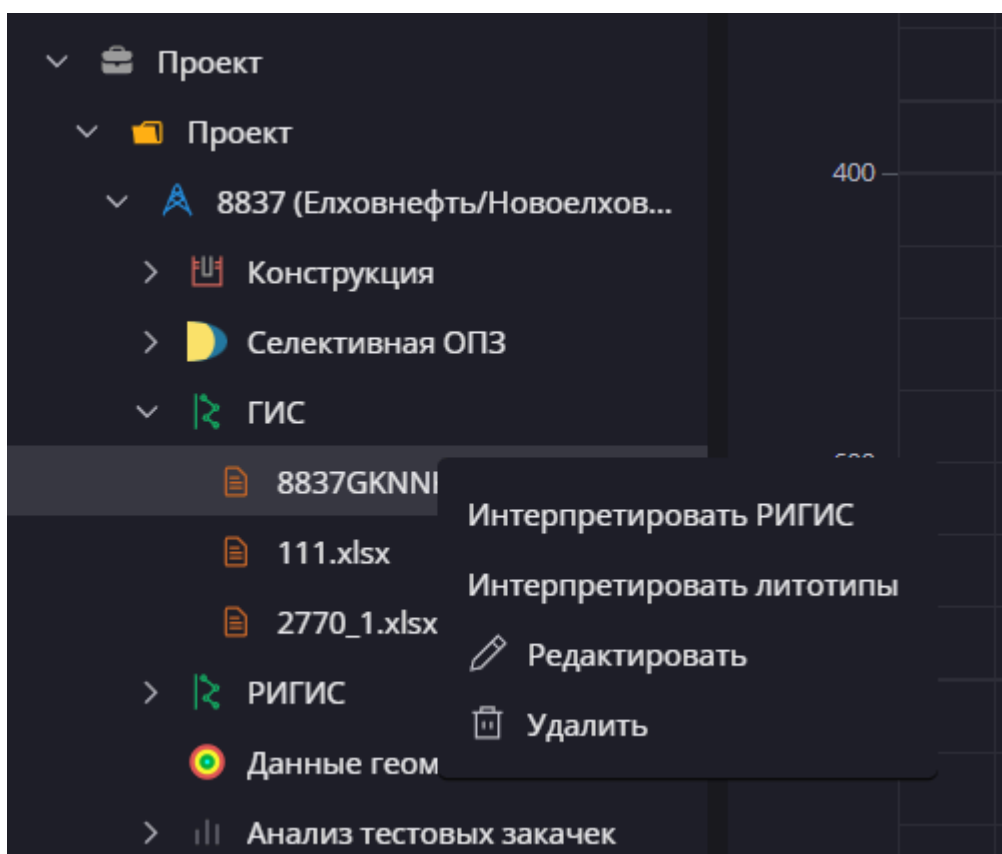 Проект
Проект
400
8837 (Елховнефть/Новоелхов...
Конструкция
Селективная ОПЗ
ГИС
8837GKNN
Интерпретировать РИГИС
111.xlsx
Интерпретировать литотипы
2770_1.xlsx
Редактировать
РИГИС
Удалить
Данные геом
Анализ тестовых закачек